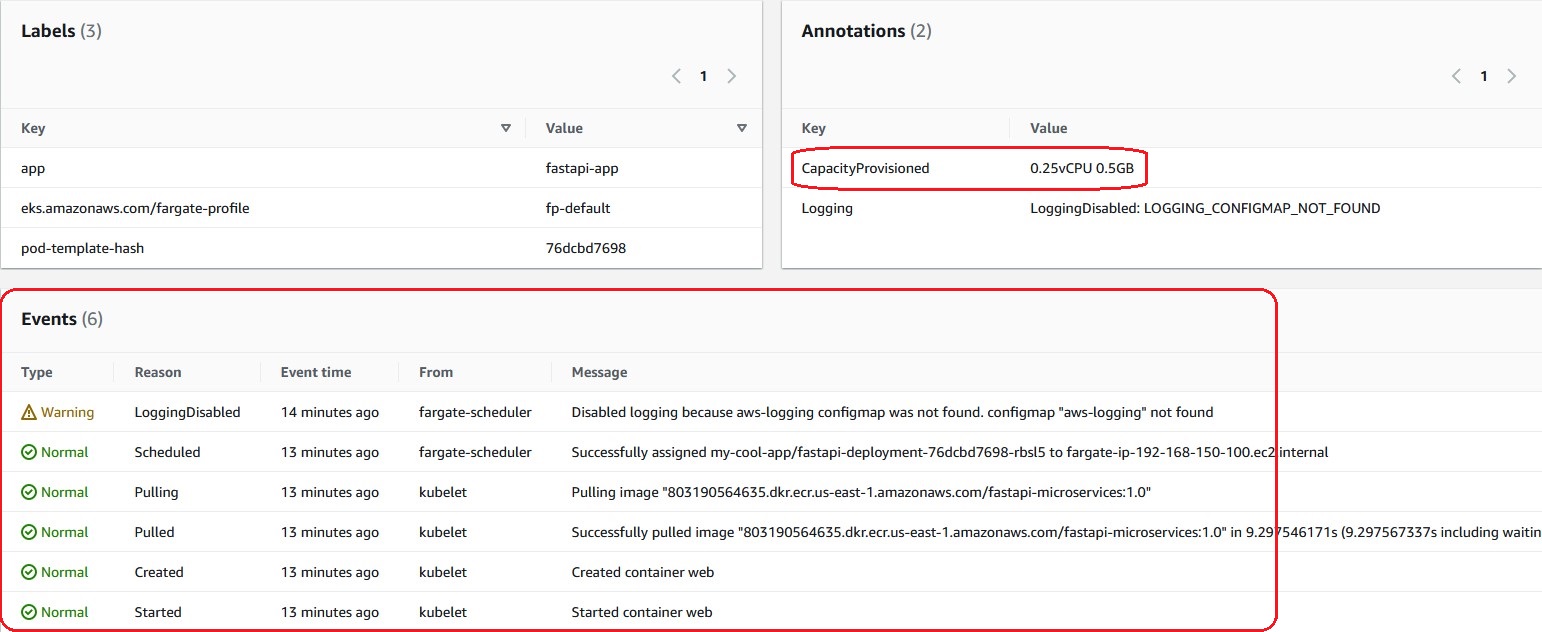 Labels (3)
1
Key Value
app fastapi-app
eks.amazonaws.com/fargate-profile fp-default
pod-template-hash 76dcbd7698
Annotations (2)
1
Key Value
CapacityProvisioned 0.25vCPU 0.5GB
Logging LoggingDisabled: LOGGING_CONFIGMAP_NOT_FOUND
Events (6)
Type Reason Event time From Message
Warning LoggingDisabled 14 minutes ago fargate-scheduler Disabled logging because aws-logging configmap was not found. configmap "aws-logging" not found
Normal Scheduled 13 minutes ago fargate-scheduler Successfully assigned my-cool-app/fastapi-deployment-76dcbd7698-rbsl5 to fargate-ip-192-168-150-100.ec2.internal
Normal Pulling 13 minutes ago kubelet Pulling image "803190564635.dkr.ecr.us-east-1.amazonaws.com/fastapi-microservices:1.0"
Normal Pulled 13 minutes ago kubelet Successfully pulled image "803190564635.dkr.ecr.us-east-1.amazonaws.com/fastapi-microservices:1.0" in 9.297546171s (9.297567337s including waitin
Normal Created 13 minutes ago kubelet Created container web
Normal Started 13 minutes ago kubelet Started container web